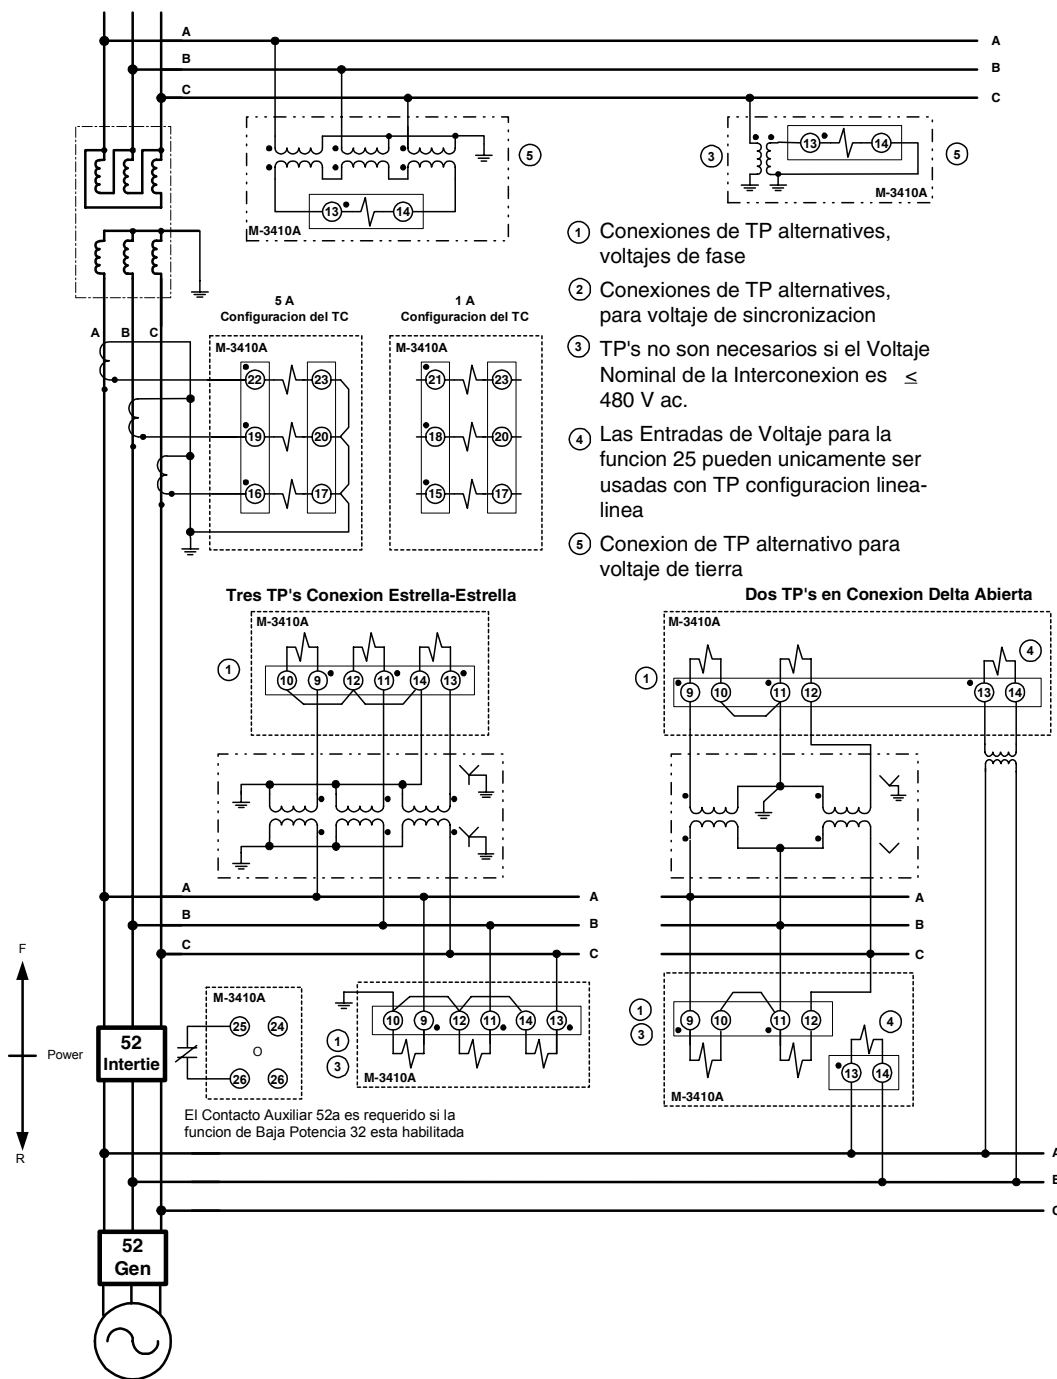 A
A
B
B
C
C
5
3
13
14
5
M-3410A
13
14
M-3410A
1 Conexiones de TP alternatives,
voltajes de fase
2 Conexiones de TP alternatives,
para voltaje de sincronizacion
3 TP's no son necesarios si el Voltaje
Nominal de la Interconexion es ≤
480 V ac.
4 Las Entradas de Voltaje para la
funcion 25 pueden unicamente ser
usadas con TP configuracion linea-
linea
5 Conexion de TP alternativo para
voltaje de tierra
5 A
Configuracion del TC
1 A
Configuracion del TC
A B C
M-3410A
22 23
19 20
16 17
M-3410A
21 23
18 20
15 17
Tres TP's Conexion Estrella-Estrella
M-3410A
1
10 9 12 11 14 13
Dos TP's en Conexion Delta Abierta
M-3410A
4
1
9 10 11 12 13 14
A
A
A
B
B
B
C
C
C
F
Power
R
52
Intertie
M-3410A
25 24
O
26 26
El Contacto Auxiliar 52a es requerido si la
funcion de Baja Potencia 32 esta habilitada
10 9 12 11 14 13
1
3
M-3410A
9 10 11 12
1
3
4
13 14
M-3410A
A
B
C
52
Gen